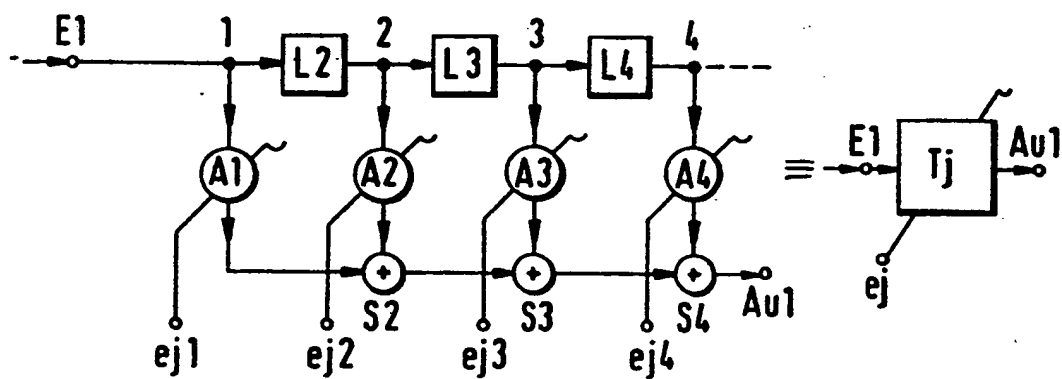 E1 1 2 3 4
L2 L3 L4
E1 Au1
A1 A2 A3 A4 Tj
+ + +
ej
S2 S3 S4 Au1
ej1 ej2 ej3 ej4